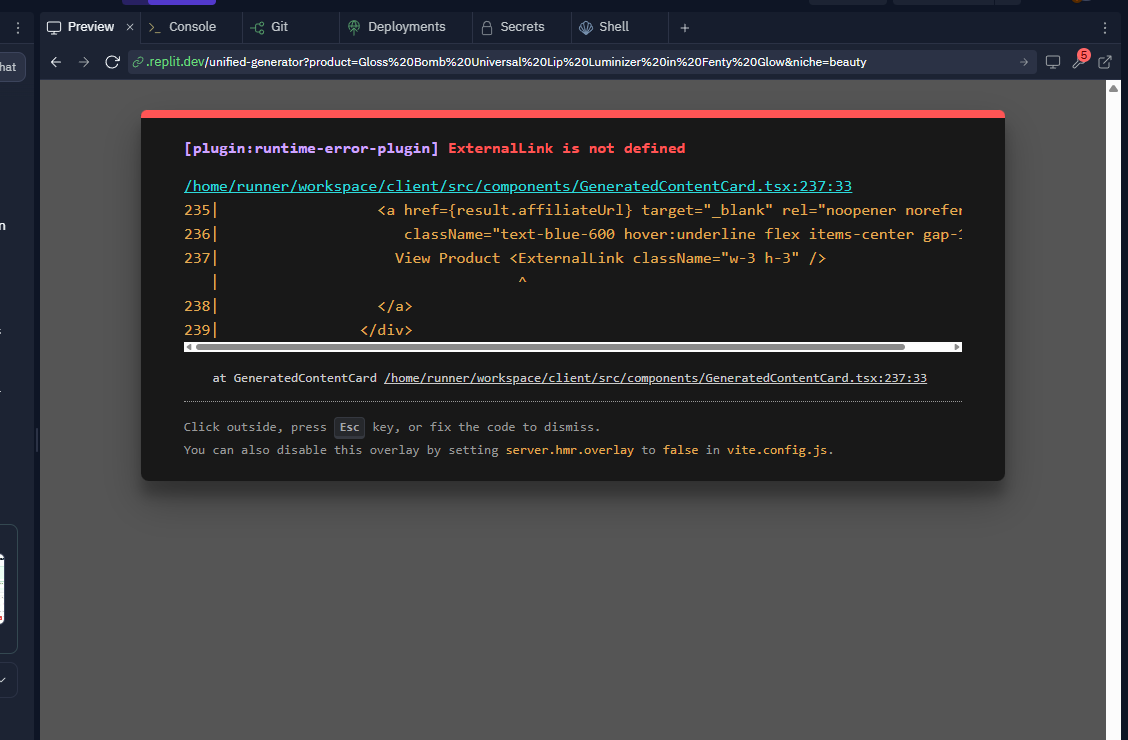 Preview × Console Git Deployments Secrets Shell +
hat
.replit.dev/unified-generator?product=Gloss%20Bomb%20Universal%20Lip%20Luminizer%20in%20Fenty%20Glow&niche=beauty
5
[plugin:runtime-error-plugin] ExternalLink is not defined
/home/runner/workspace/client/src/components/GeneratedContentCard.tsx:237:33
235| <a href={result.affiliateUrl} target="_blank" rel="noopener norefer
236| className="text-blue-600 hover:underline flex items-center gap-1
237| View Product <ExternalLink className="w-3 h-3" />
| ^
238| </a>
239| </div>
at GeneratedContentCard /home/runner/workspace/client/src/components/GeneratedContentCard.tsx:237:33
Click outside, press Esc key, or fix the code to dismiss.
You can also disable this overlay by setting server.hmr.overlay to false in vite.config.js.